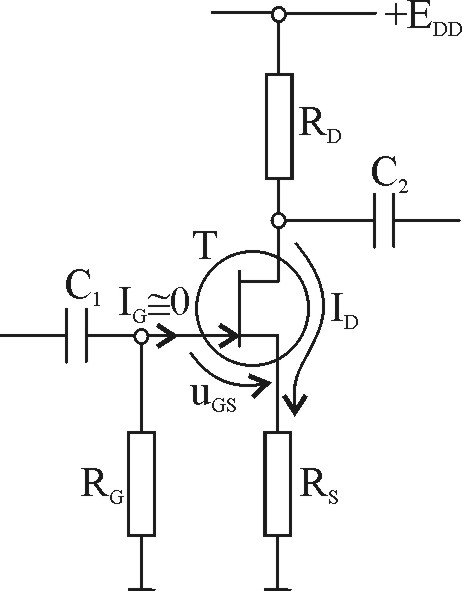 +E_DD
R_D
C_2
T
C_1
I_G≅0
I_D
u_GS
R_G
R_S